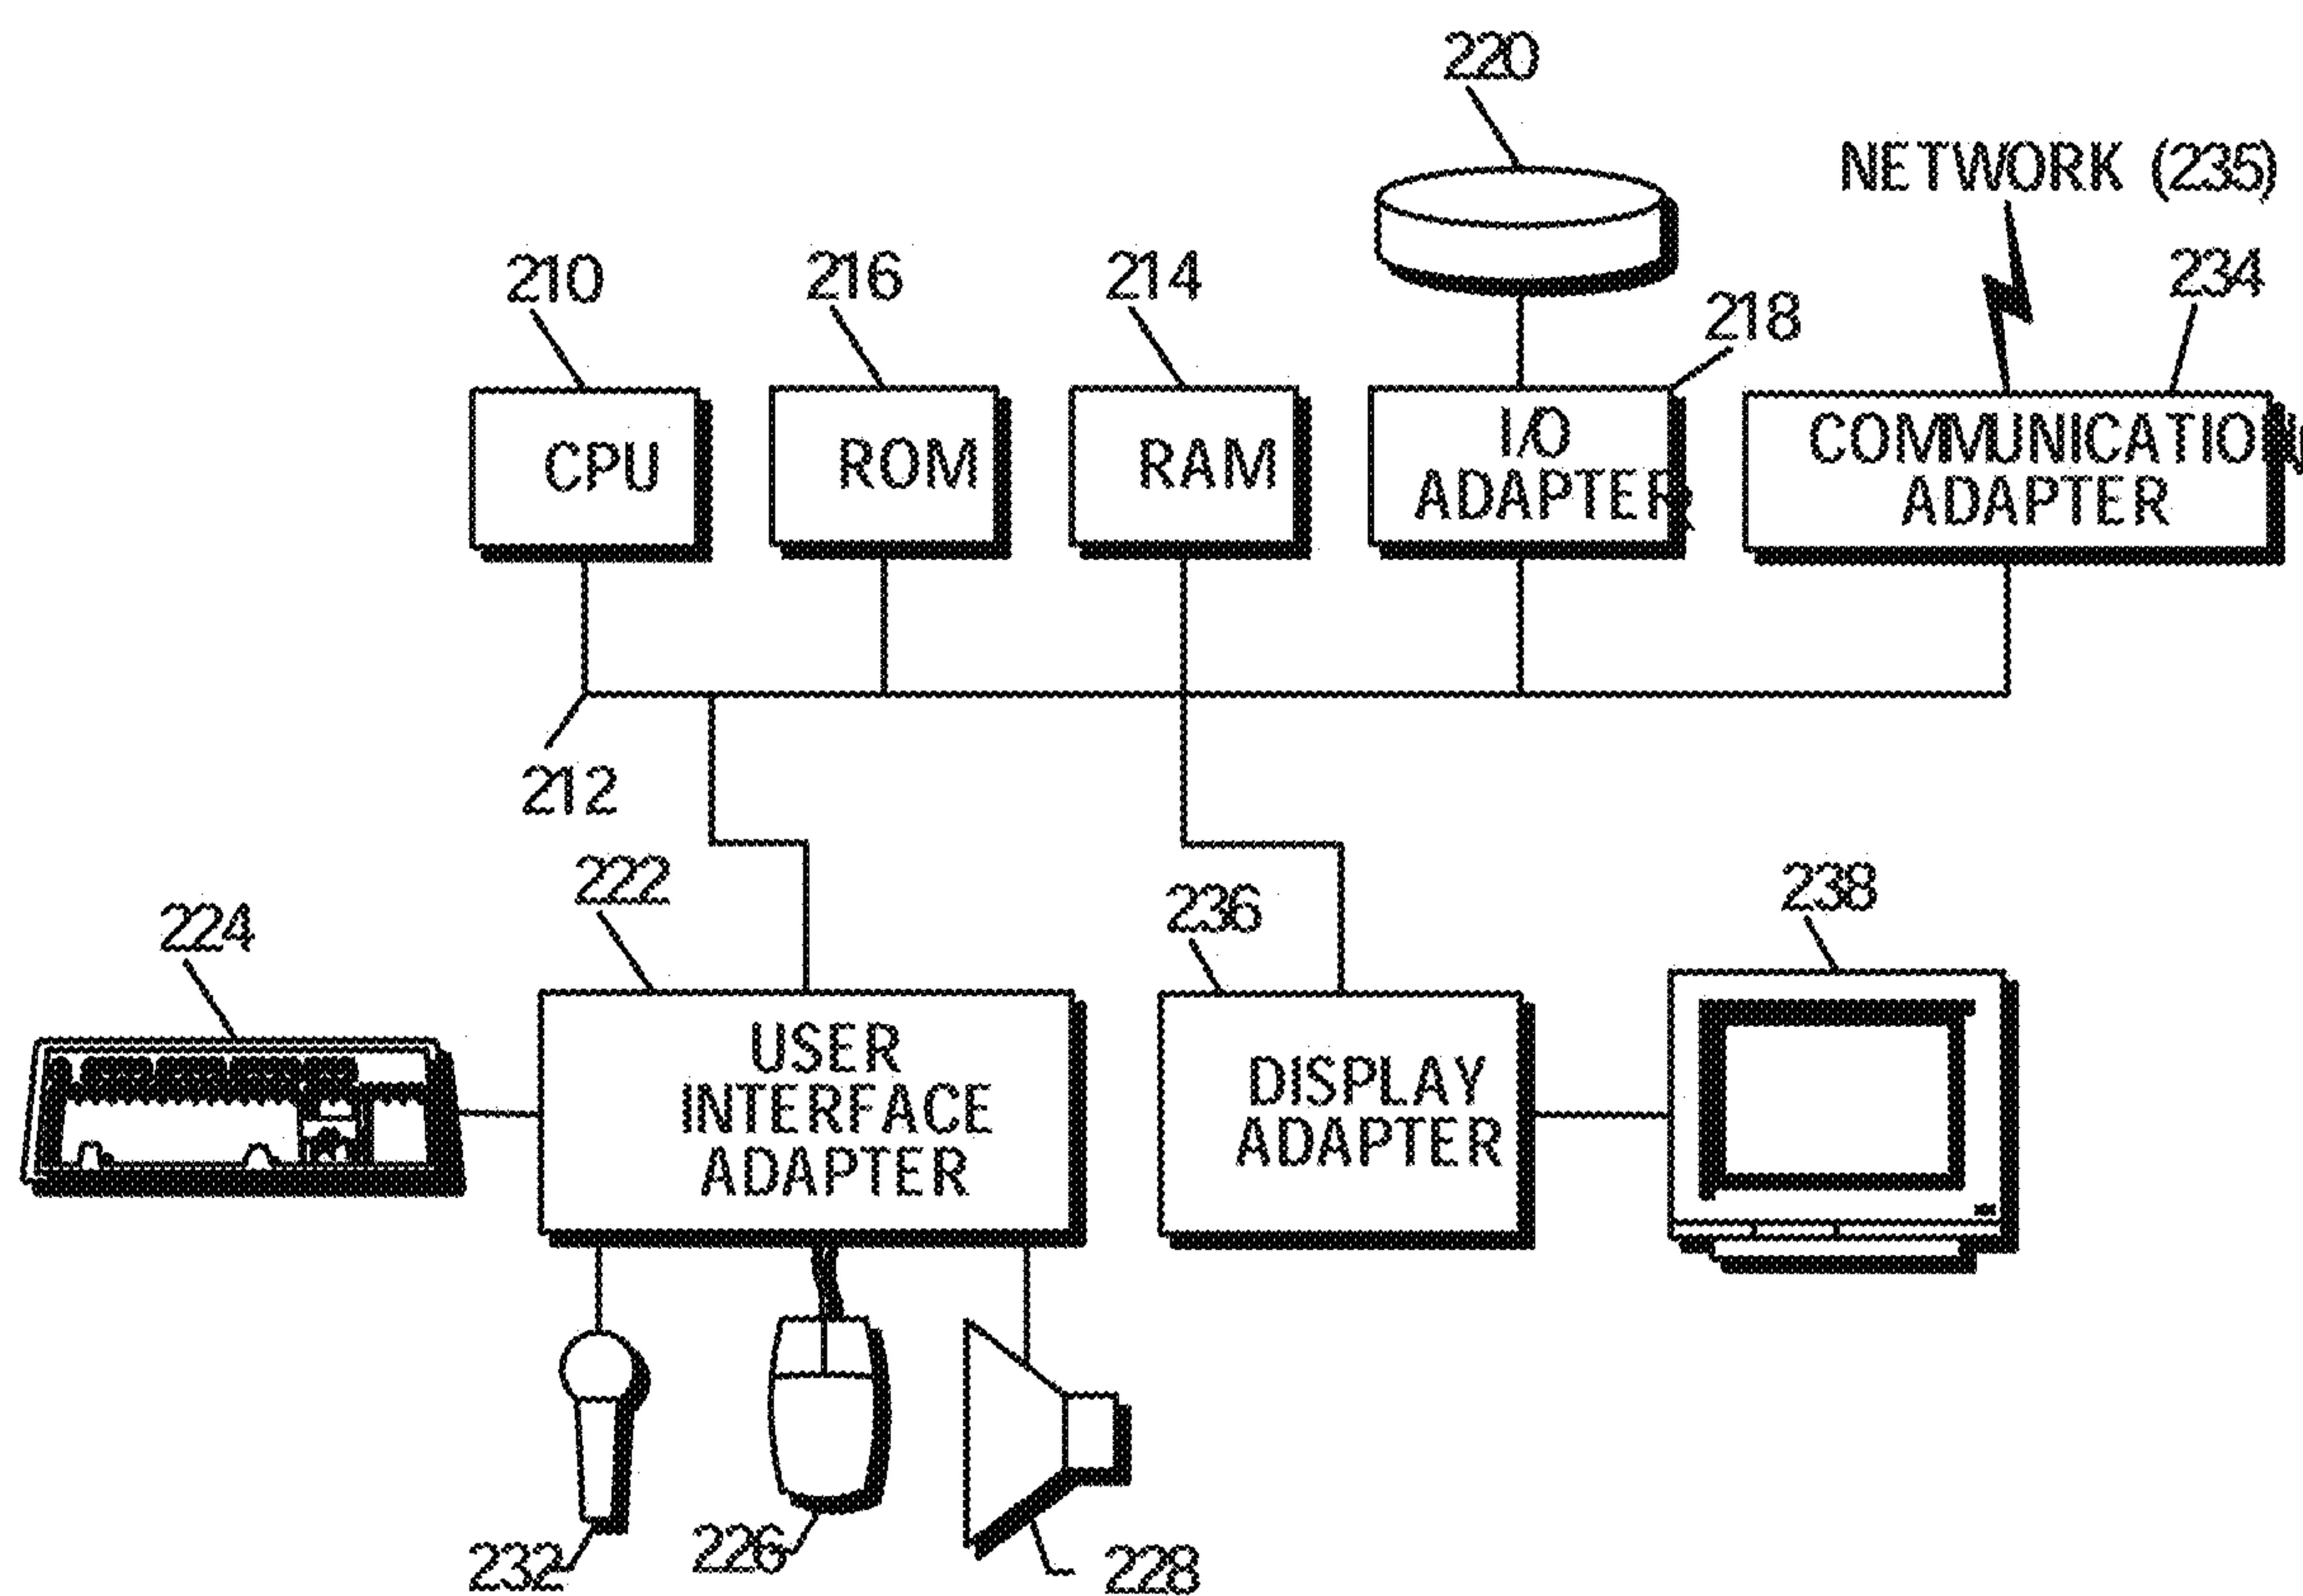 220
NETWORK (235)
210
216
214
218
234
CPU
ROM
RAM
I/O
ADAPTER
COMMUNICATION
ADAPTER
212
222
224
236
238
USER
INTERFACE
ADAPTER
DISPLAY
ADAPTER
232
226
228